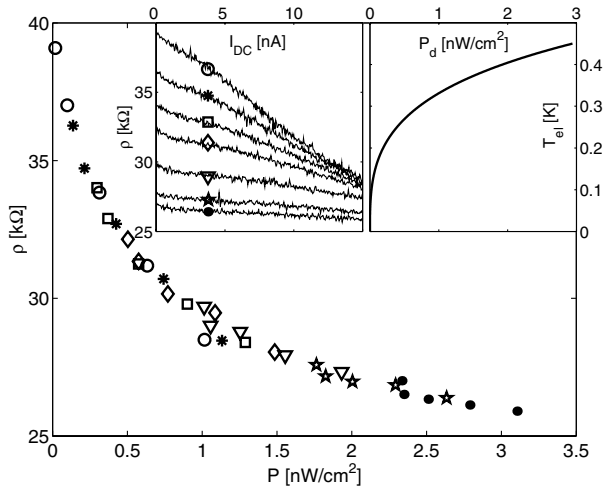 0 5 10 0 1 2 3
I_DC [nA]
P_d [nW/cm²]
40
35
30
25
ρ [kΩ]
35
30
25
ρ [kΩ]
0.4
0.3
0.2
0.1
0
T_el [K]
0 0.5 1 1.5 2 2.5 3 3.5
P [nW/cm²]